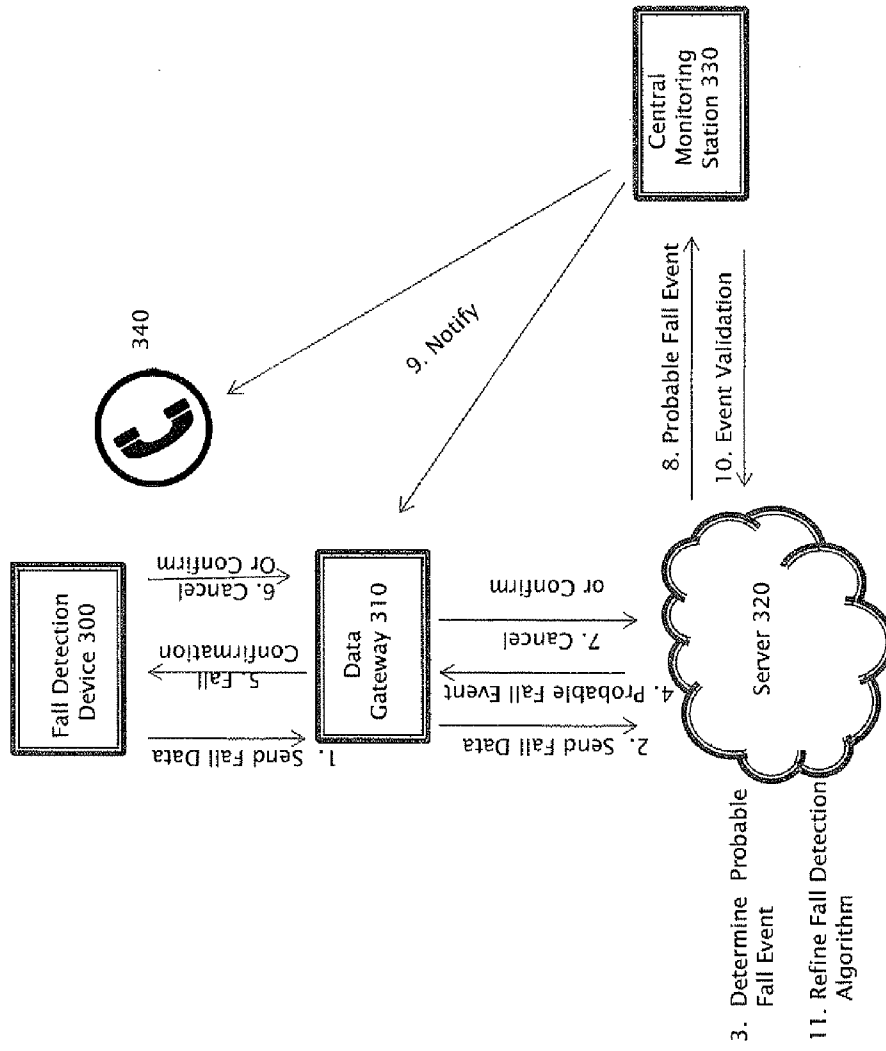 Fall Detection
Device 300
1.
Send Fall Data
5. Fall
Confirmation
6. Cancel
Or Confirm
340
Data
Gateway 310
9. Notify
2. Send Fall Data
4. Probable Fall Event
7. Cancel
or Confirm
Server 320
8. Probable Fall Event
10. Event Validation
Central
Monitoring
Station 330
3. Determine Probable
Fall Event
11. Refine Fall Detection
Algorithm